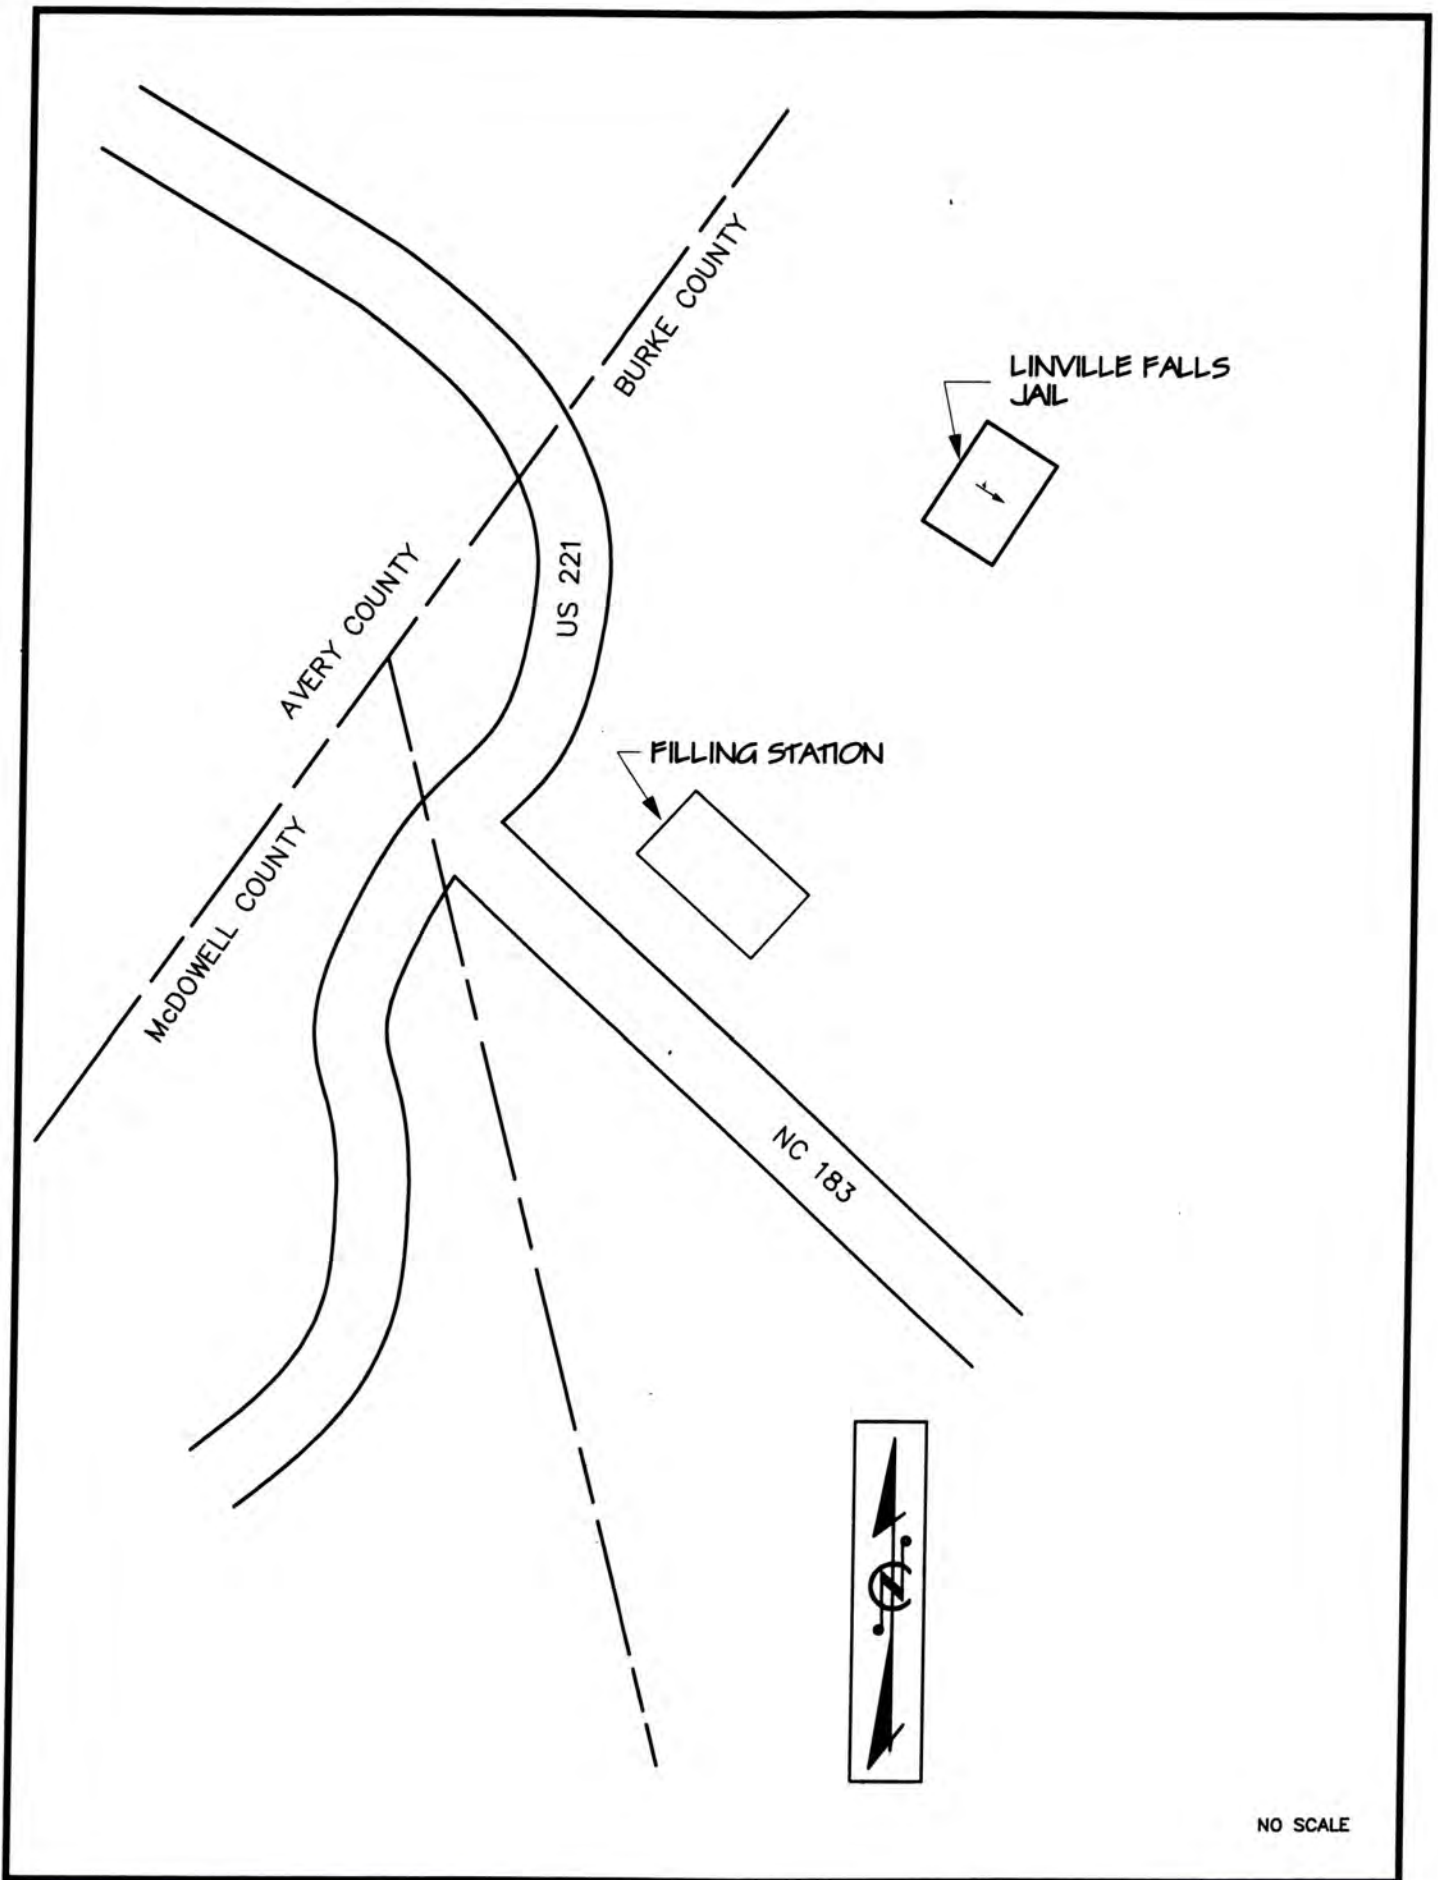 BURKE COUNTY
LINVILLE FALLS
JAIL
US 221
AVERY COUNTY
FILLING STATION
McDOWELL COUNTY
NC 183
N
NO SCALE